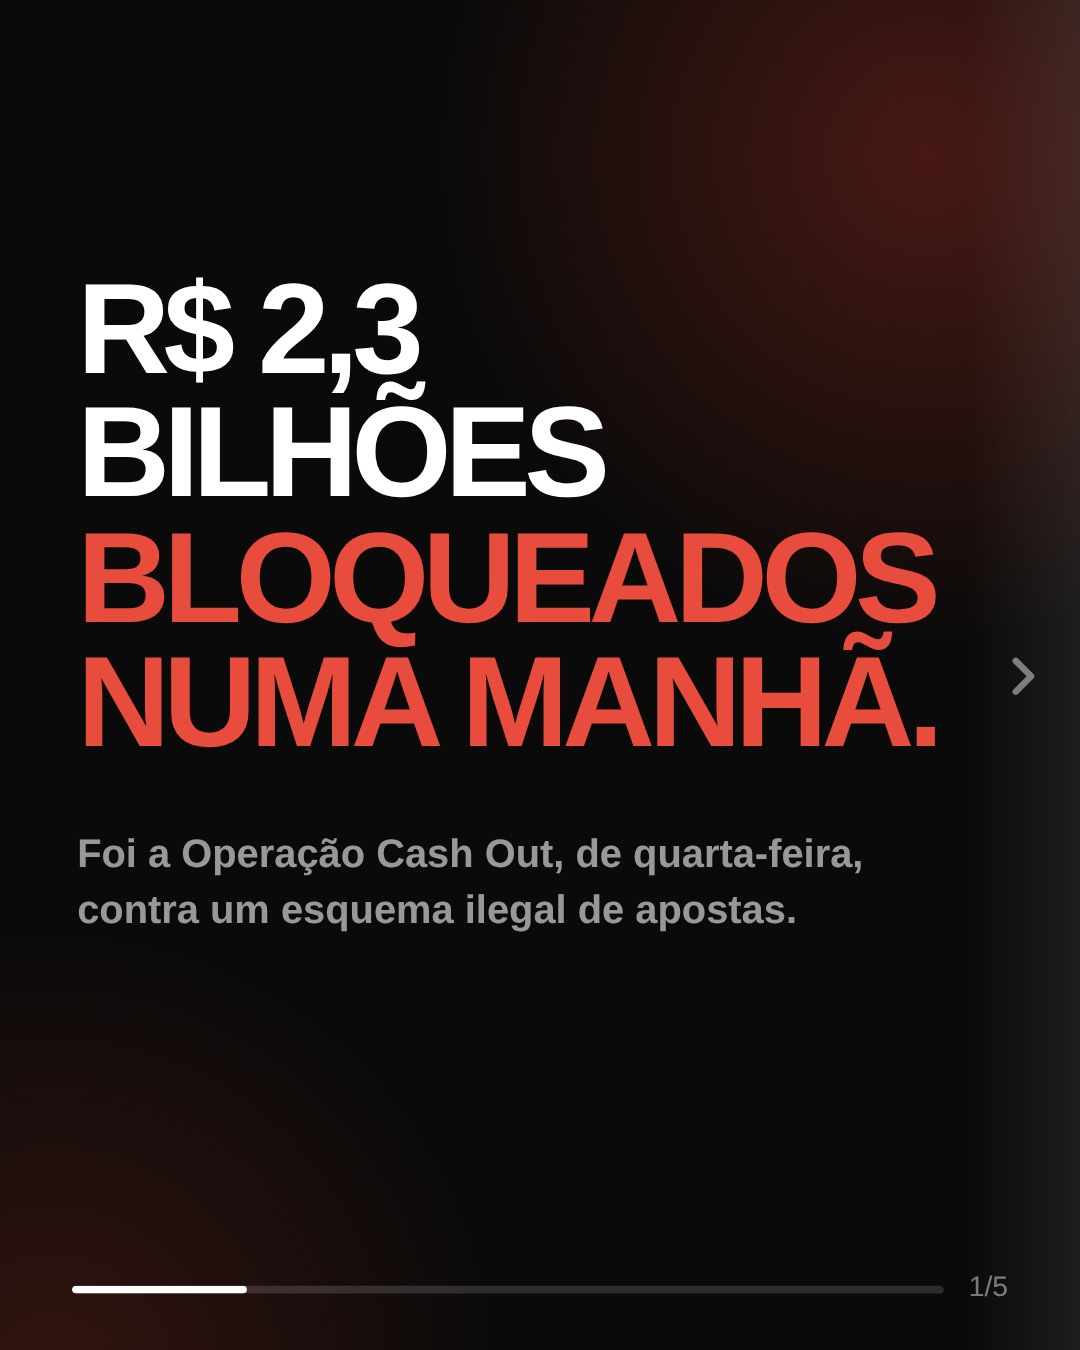 R$ 2,3
BILHÕES
BLOQUEADOS
NUMA MANHÃ.
Foi a Operação Cash Out, de quarta-feira,
contra um esquema ilegal de apostas.
1/5